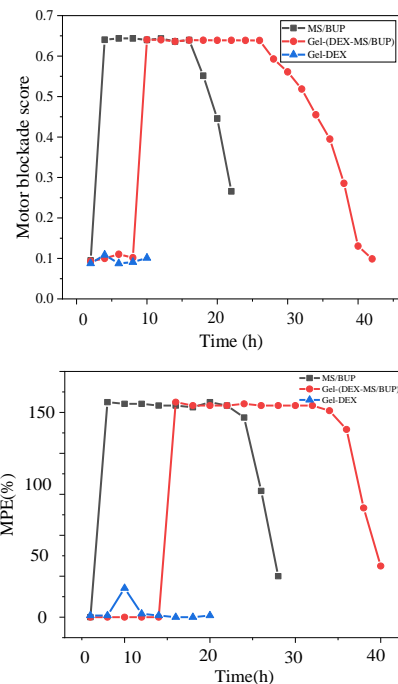 0.7
0.6
0.5
0.4
0.3
0.2
0.1
0.0
Motor blockade score
MS/BUP
Gel-(DEX-MS/BUP)
Gel-DEX
0 10 20 30 40
Time (h)
150
100
50
0
MPE(%)
MS/BUP
Gel-(DEX-MS/BUP)
Gel-DEX
0 10 20 30 40
Time(h)